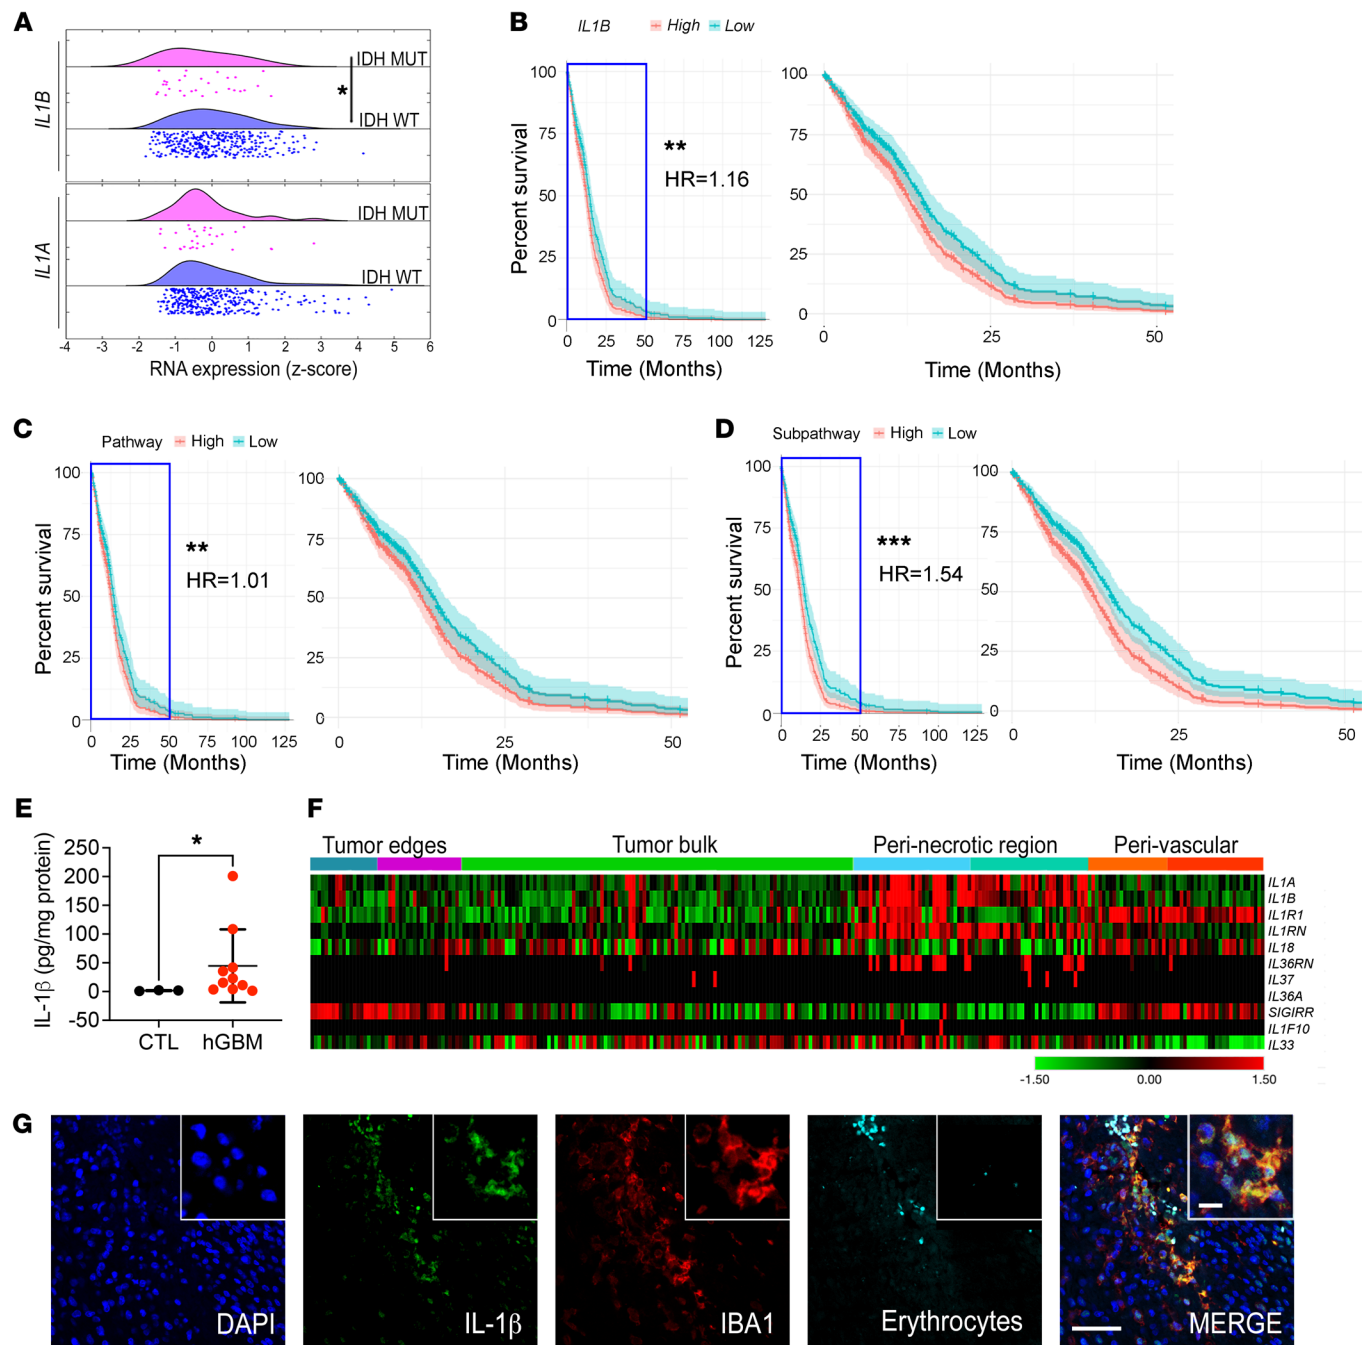 A
IL1B
IDH MUT
*
IDH WT
IL1A
IDH MUT
IDH WT
-4 -3 -2 -1 0 1 2 3 4 5 6
RNA expression (z-score)
B
IL1B High Low
Percent survival
100
75
50
25
0
**
HR=1.16
0 25 50 75 100 125
Time (Months)
100
75
50
25
0
0 25 50
Time (Months)
C
Pathway High Low
Percent survival
100
75
50
25
0
**
HR=1.01
0 25 50 75 100 125
Time (Months)
100
75
50
25
0
0 25 50
Time (Months)
D
Subpathway High Low
Percent survival
100
75
50
25
0
***
HR=1.54
0 25 50 75 100 125
Time (Months)
100
75
50
25
0
0 25 50
Time (Months)
E
IL-1β (pg/mg protein)
250
200
150
100
50
0
-50
*
CTL hGBM
F
Tumor edges Tumor bulk Peri-necrotic region Peri-vascular
IL1A
IL1B
IL1R1
IL1RN
IL18
IL36RN
IL37
IL36A
SIGIRR
IL1F10
IL33
-1.50 0.00 1.50
G
DAPI IL-1β IBA1 Erythrocytes MERGE